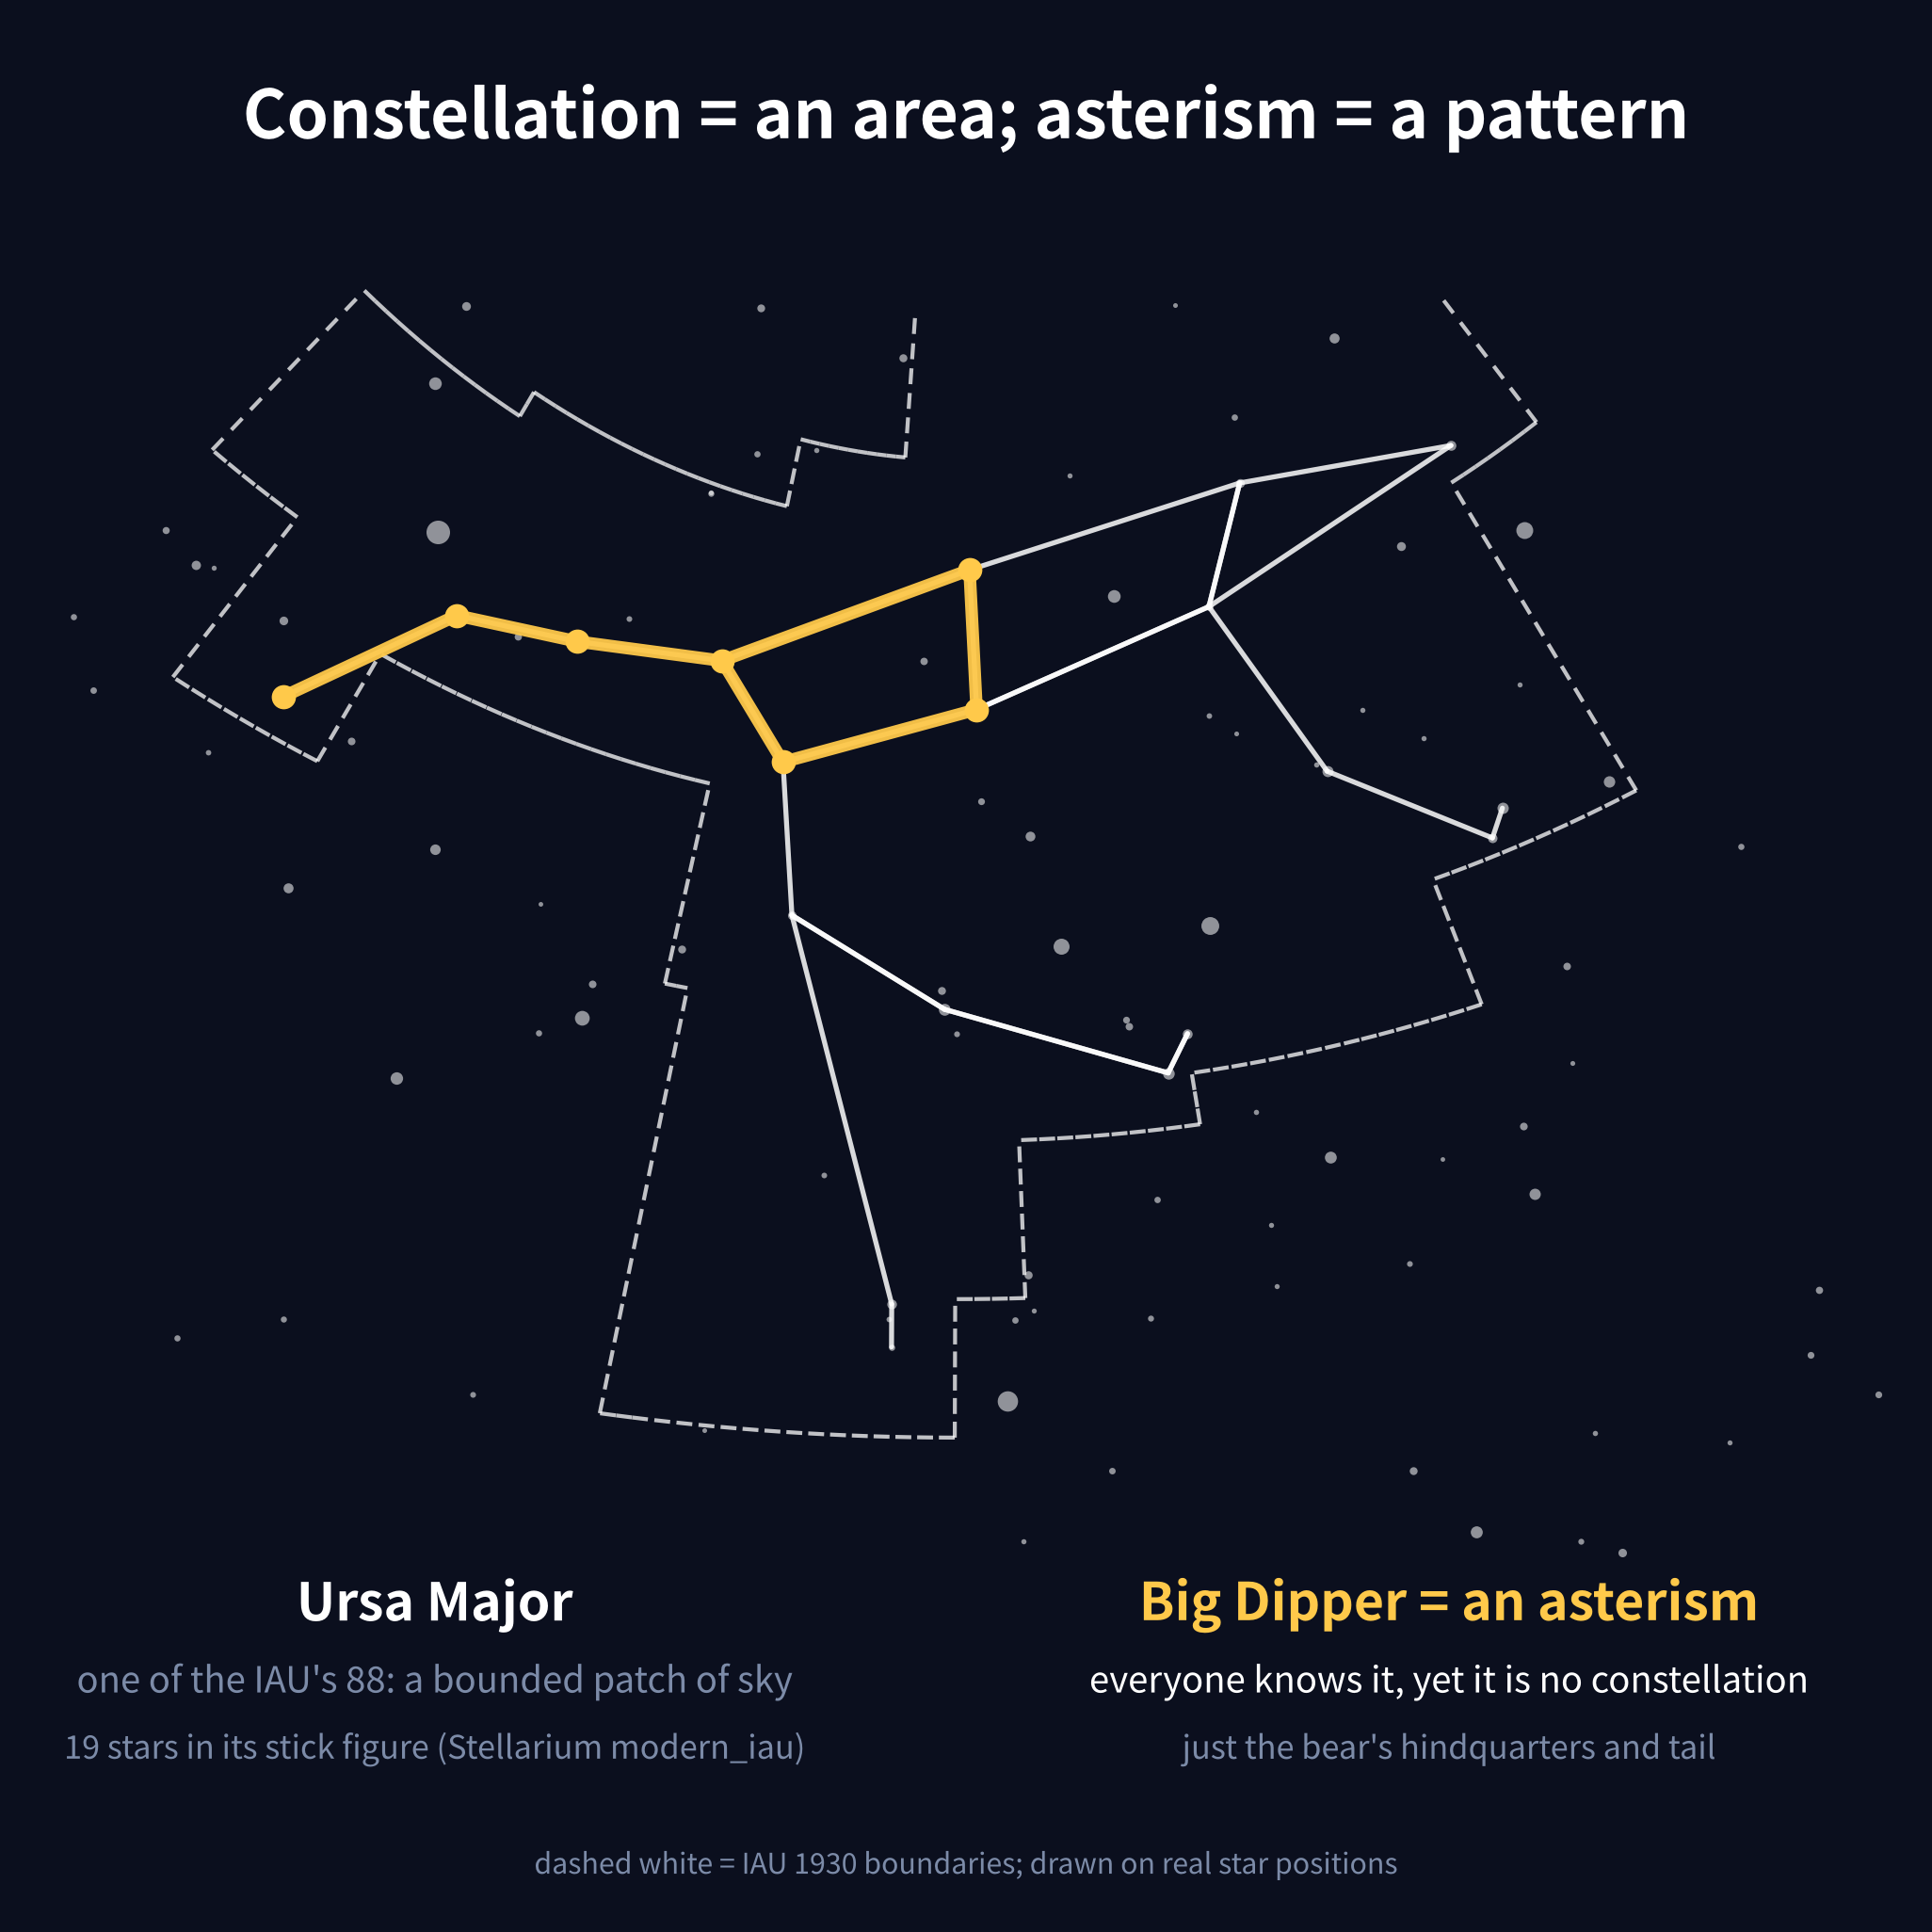 Constellation = an area; asterism = a pattern
Ursa Major
one of the IAU's 88: a bounded patch of sky
19 stars in its stick figure (Stellarium modern_iau)
Big Dipper = an asterism
everyone knows it, yet it is no constellation
just the bear's hindquarters and tail
dashed white = IAU 1930 boundaries; drawn on real star positions